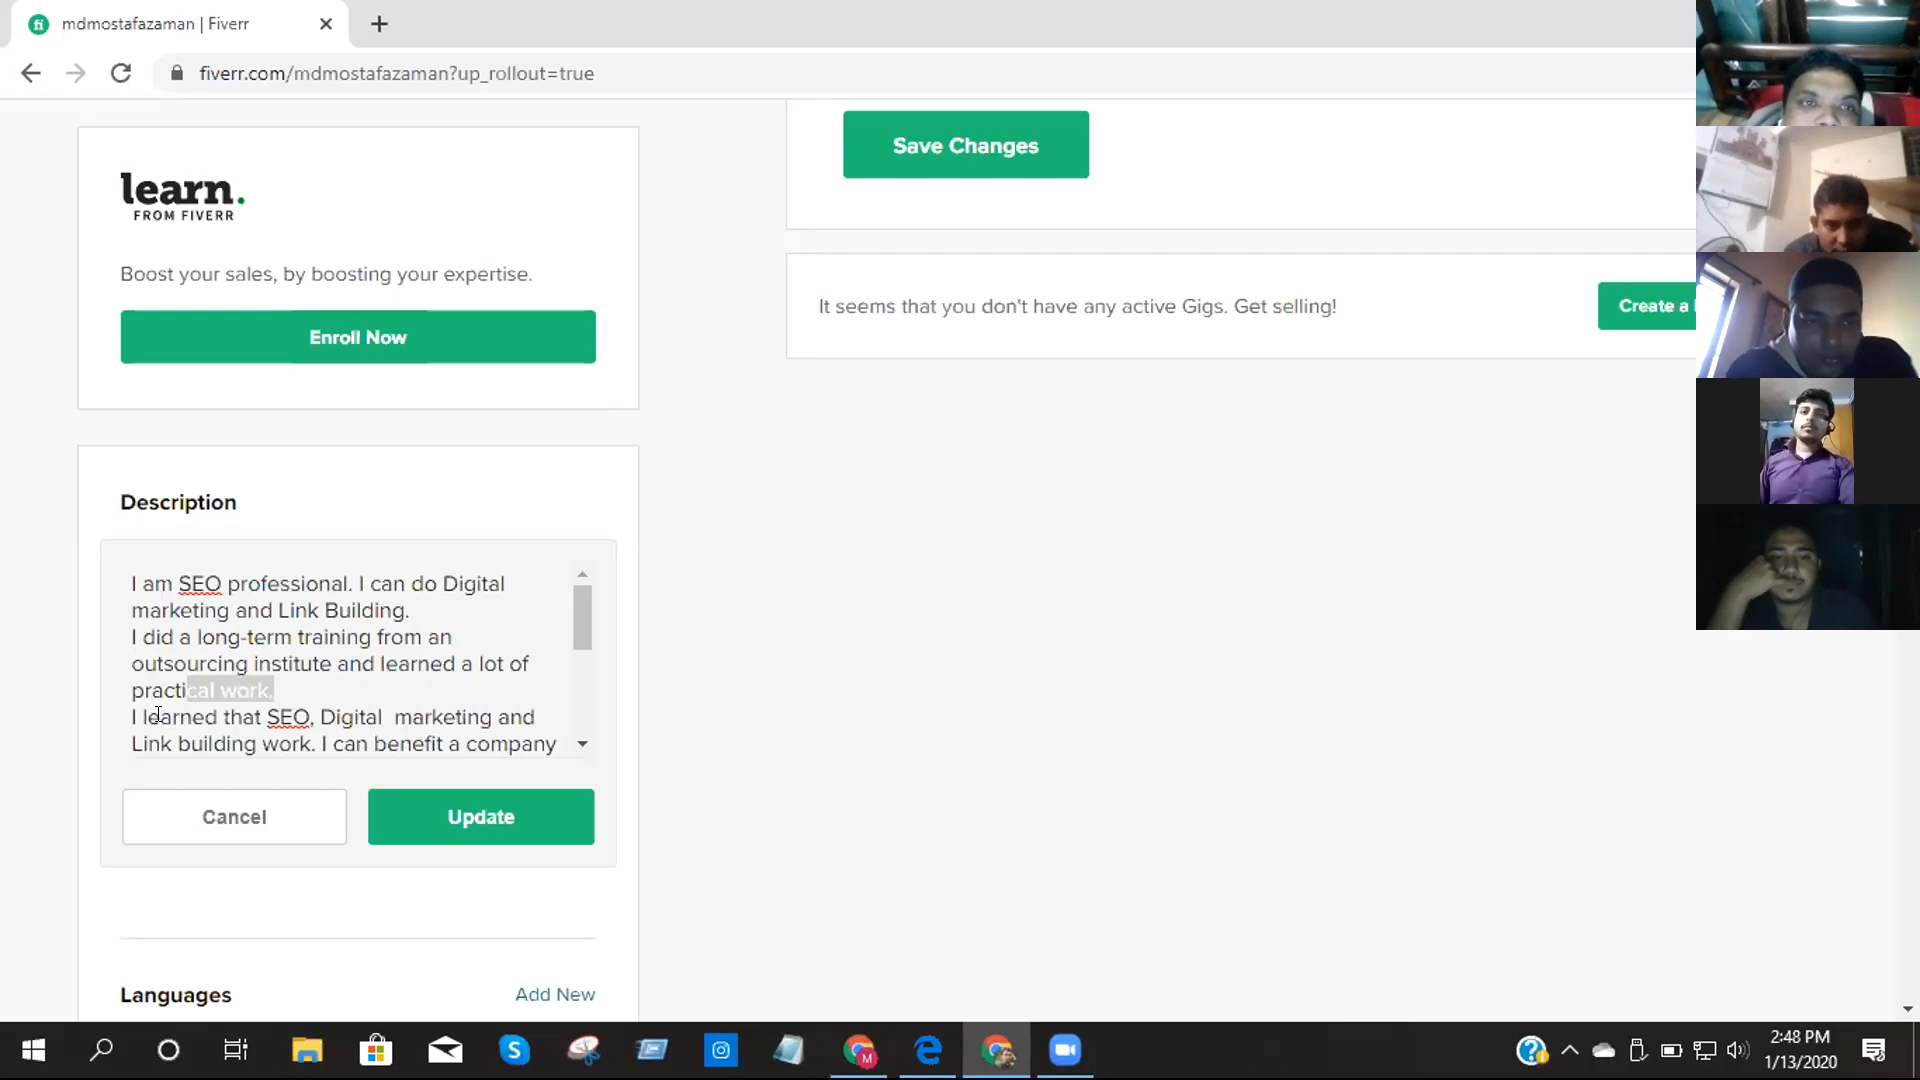 mdmostafazaman | Fiverr
fiverr.com/mdmostafazaman?up_rollout=true
learn.
FROM FIVERR
Boost your sales, by boosting your expertise.
Enroll Now
Save Changes
It seems that you don't have any active Gigs. Get selling!
Create a
Description
I am SEO professional. I can do Digital
marketing and Link Building.
I did a long-term training from an
outsourcing institute and learned a lot of
practical work.
I learned that SEO, Digital  marketing and
Link building work. I can benefit a company
Cancel
Update
Languages
Add New
2:48 PM
1/13/2020